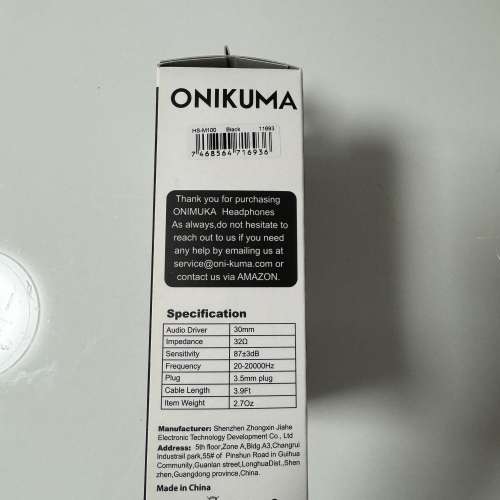 ONIKUMA
HS-M100 Black 11693
7 468564 716936
Thank you for purchasing
ONIMUKA Headphones
As always,do not hesitate to
reach out to us if you need
any help by emailing us at
service@oni-kuma.com or
contact us via AMAZON.
Specification
Audio Driver 30mm
Impedance 32Ω
Sensitivity 87±3dB
Frequency 20-20000Hz
Plug 3.5mm plug
Cable Length 3.9Ft
Item Weight 2.7Oz
Manufacturer: Shenzhen Zhongxin Jiahe
Electronic Technology Development Co., Ltd
Address: 5th floor,Zone A,Bldg.A3,Changrui
Industrail park,55# of Pinshun Road in Guihua
Community,Guanlan street,LonghuaDist.,Shen
zhen,Guangdong province,China.
Made in China